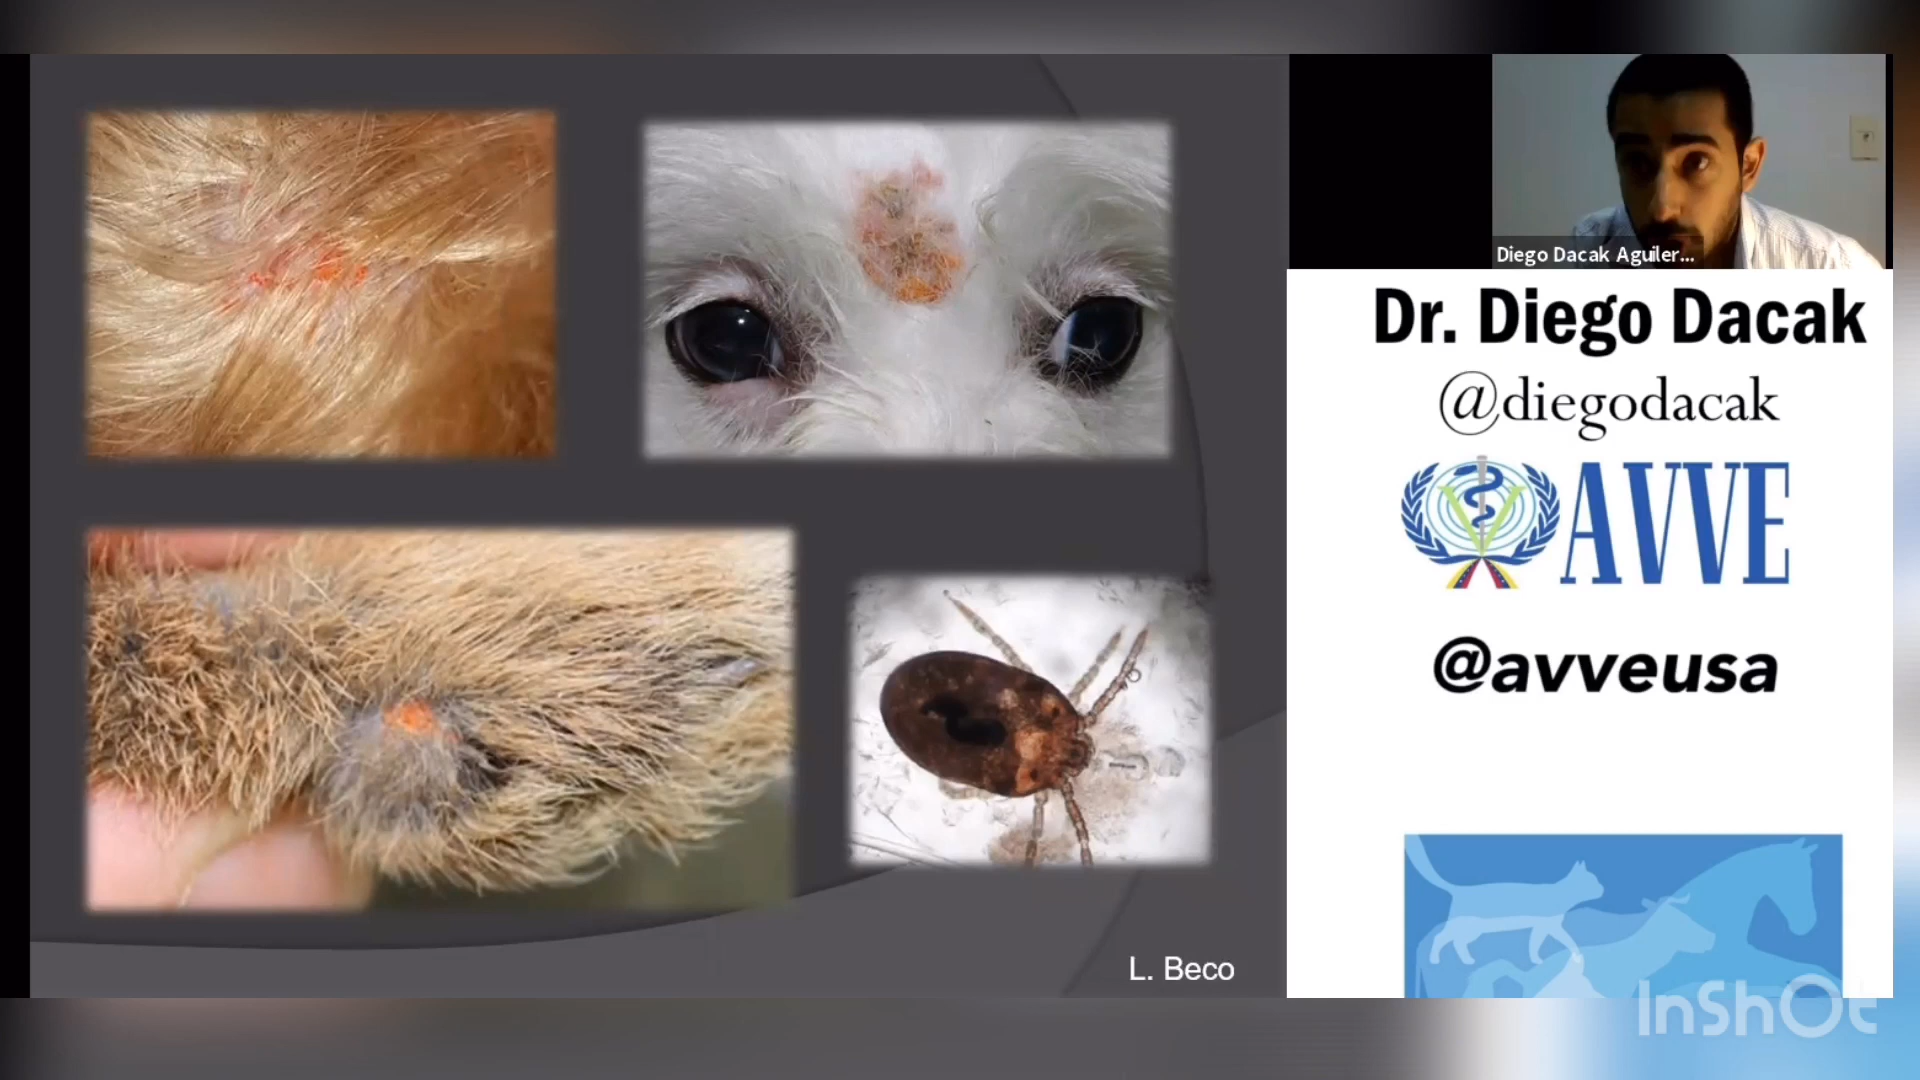 Diego Dacak Aguiler...
Dr. Diego Dacak
@diegodacak
AVVE
@avveusa
L. Beco
InShOt